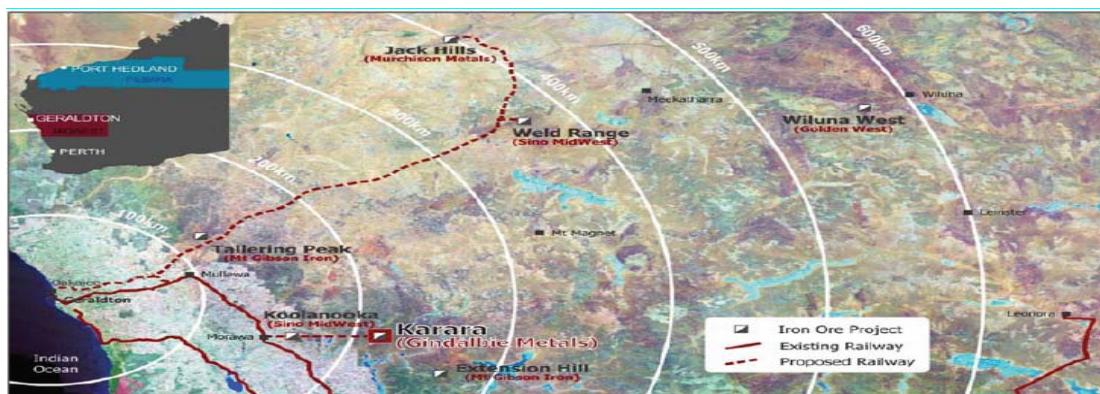 PORT HEDLAND
PILBARA
GERALDTON
MIDWEST
PERTH
Jack Hills
(Murchison Metals)
Weld Range
(Sino MidWest)
Meekatharra
Wiluna
Wiluna West
(Golden West)
100km
200km
300km
400km
500km
600km
Leinster
Mt Magnet
Tallering Peak
(Mt Gibson Iron)
Mullewa
Oakajee
Geraldton
Koolanooka
(Sino MidWest)
Morawa
Karara
(Gindalbie Metals)
Extension Hill
(Mt Gibson Iron)
Leonora
Indian
Ocean
Iron Ore Project
Existing Railway
Proposed Railway